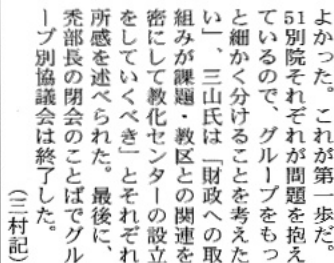 よかった。これが第一歩だ。
51別院それぞれが問題を抱え
ているので、グループをもっ
と細かく分けることを考えた
い」、三山氏は「財政への取
組みが課題・教区との関連を
密にして教化センターの設立
をしていくべき」とそれぞれ
所感を述べられた。最後に、
禿部長の閉会のことばでグル
ープ別協議会は終了した。
（三村記）